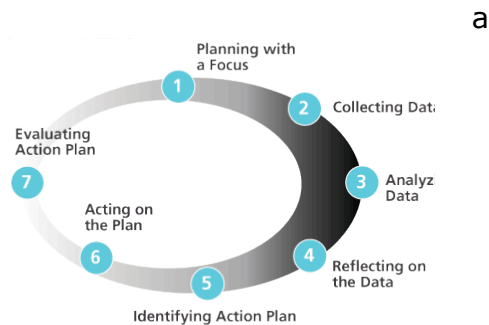 a
Planning with
a Focus
1
2
Collecting Data
3
Analyz
Data
4
Reflecting on
the Data
5
Identifying Action Plan
6
Acting on
the Plan
7
Evaluating
Action Plan